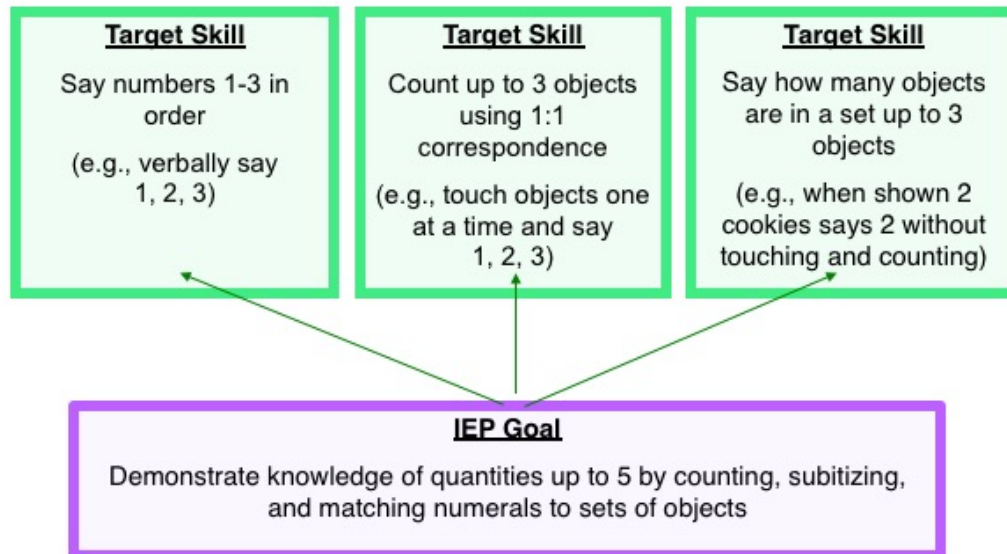 Target Skill
Say numbers 1-3 in
order
(e.g., verbally say
1, 2, 3)
Target Skill
Count up to 3 objects
using 1:1
correspondence
(e.g., touch objects one
at a time and say
1, 2, 3)
Target Skill
Say how many objects
are in a set up to 3
objects
(e.g., when shown 2
cookies says 2 without
touching and counting)
IEP Goal
Demonstrate knowledge of quantities up to 5 by counting, subitizing,
and matching numerals to sets of objects